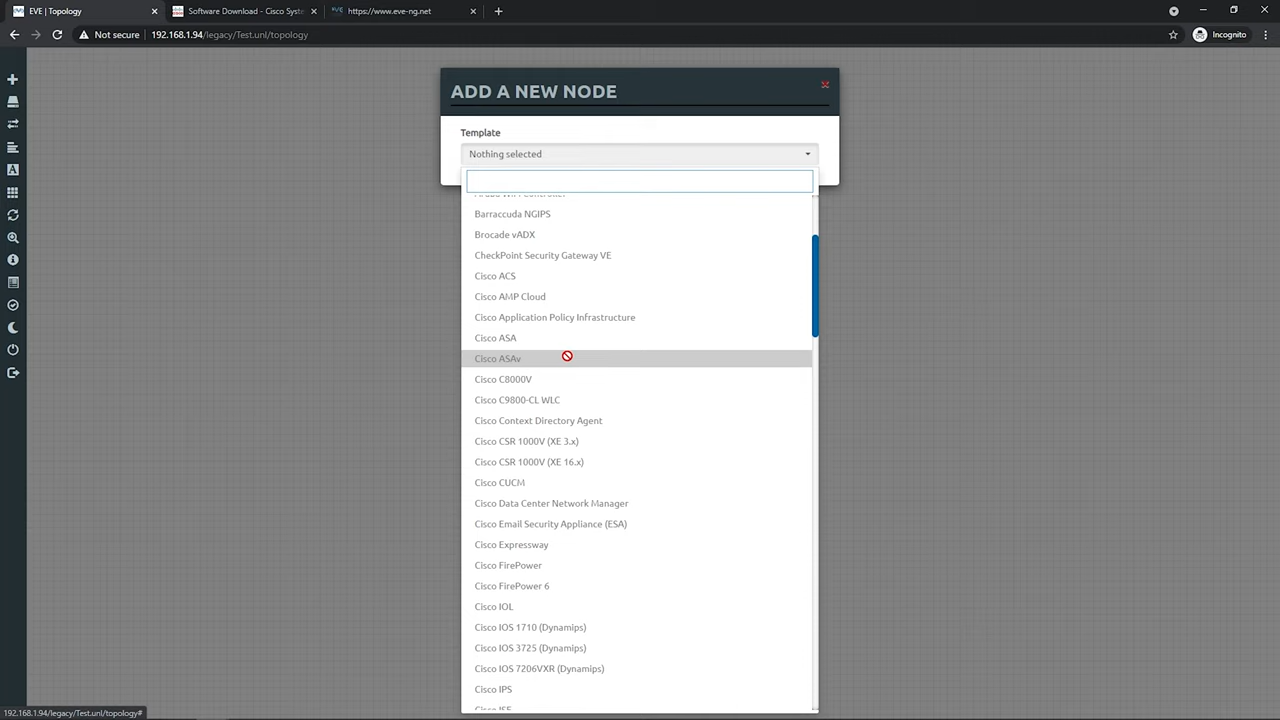 EVE | Topology
Software Download - Cisco Syste
https://www.eve-ng.net
Not secure
192.168.1.94/legacy/Test.unl/topology
Incognito
ADD A NEW NODE
Template
Nothing selected
Barracuda NGIPS
Brocade vADX
CheckPoint Security Gateway VE
Cisco ACS
Cisco AMP Cloud
Cisco Application Policy Infrastructure
Cisco ASA
Cisco ASAv
Cisco C8000V
Cisco C9800-CL WLC
Cisco Context Directory Agent
Cisco CSR 1000V (XE 3.x)
Cisco CSR 1000V (XE 16.x)
Cisco CUCM
Cisco Data Center Network Manager
Cisco Email Security Appliance (ESA)
Cisco Expressway
Cisco FirePower
Cisco FirePower 6
Cisco IOL
Cisco IOS 1710 (Dynamips)
Cisco IOS 3725 (Dynamips)
Cisco IOS 7206VXR (Dynamips)
Cisco IPS
Cisco ISE
192.168.1.94/legacy/Test.unl/topology#